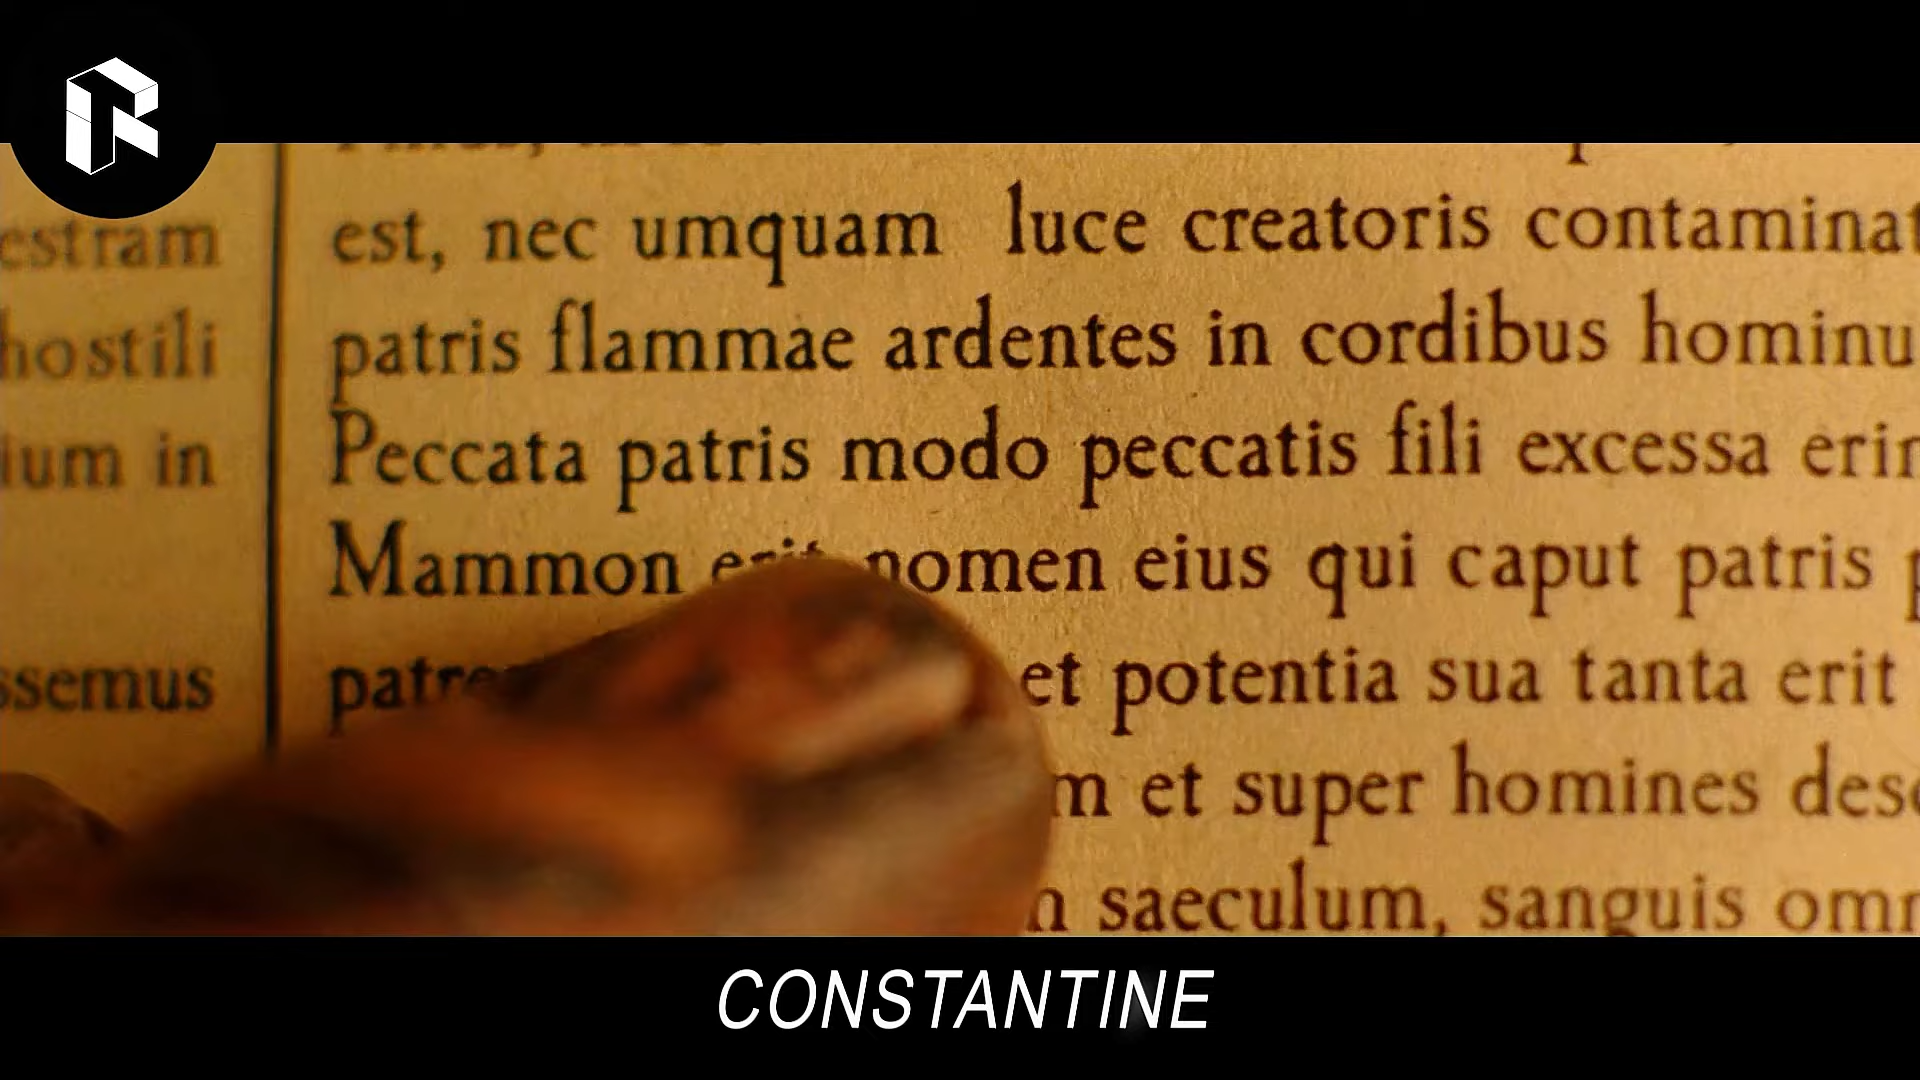 estram
hostili
ium in
ssemus
est, nec umquam luce creatoris contaminat
patris flammae ardentes in cordibus hominu
Peccata patris modo peccatis fili excessa erin
Mammon erit nomen eius qui caput patris p
et potentia sua tanta erit
m et super homines desc
saeculum, sanguis omn
CONSTANTINE